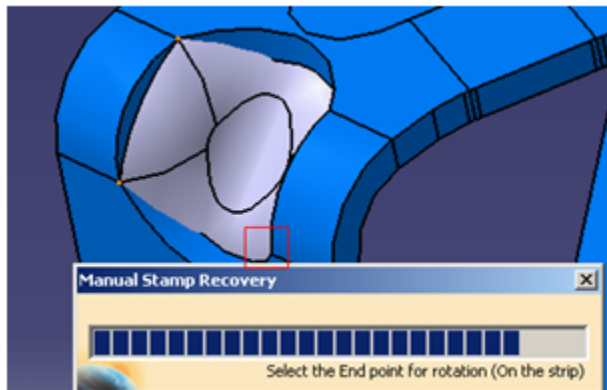 Manual Stamp Recovery
Select the End point for rotation (On the strip)